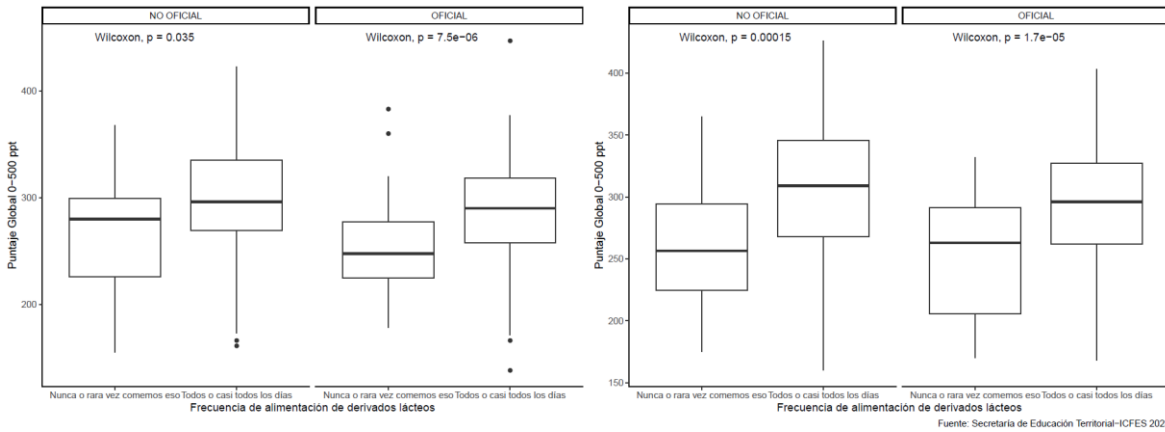 NO OFICIAL
OFICIAL
Wilcoxon, p = 0.035
Wilcoxon, p = 7.5e−06
Puntaje Global 0−500 ppt
400
300
200
Nunca o rara vez comemos eso
Todos o casi todos los días
Nunca o rara vez comemos eso
Todos o casi todos los días
Frecuencia de alimentación de derivados lácteos
NO OFICIAL
OFICIAL
Wilcoxon, p = 0.00015
Wilcoxon, p = 1.7e−05
Puntaje Global 0−500 ppt
400
350
300
250
200
150
Nunca o rara vez comemos eso
Todos o casi todos los días
Nunca o rara vez comemos eso
Todos o casi todos los días
Frecuencia de alimentación de derivados lácteos
Fuente: Secretaría de Educación Territorial−ICFES 202